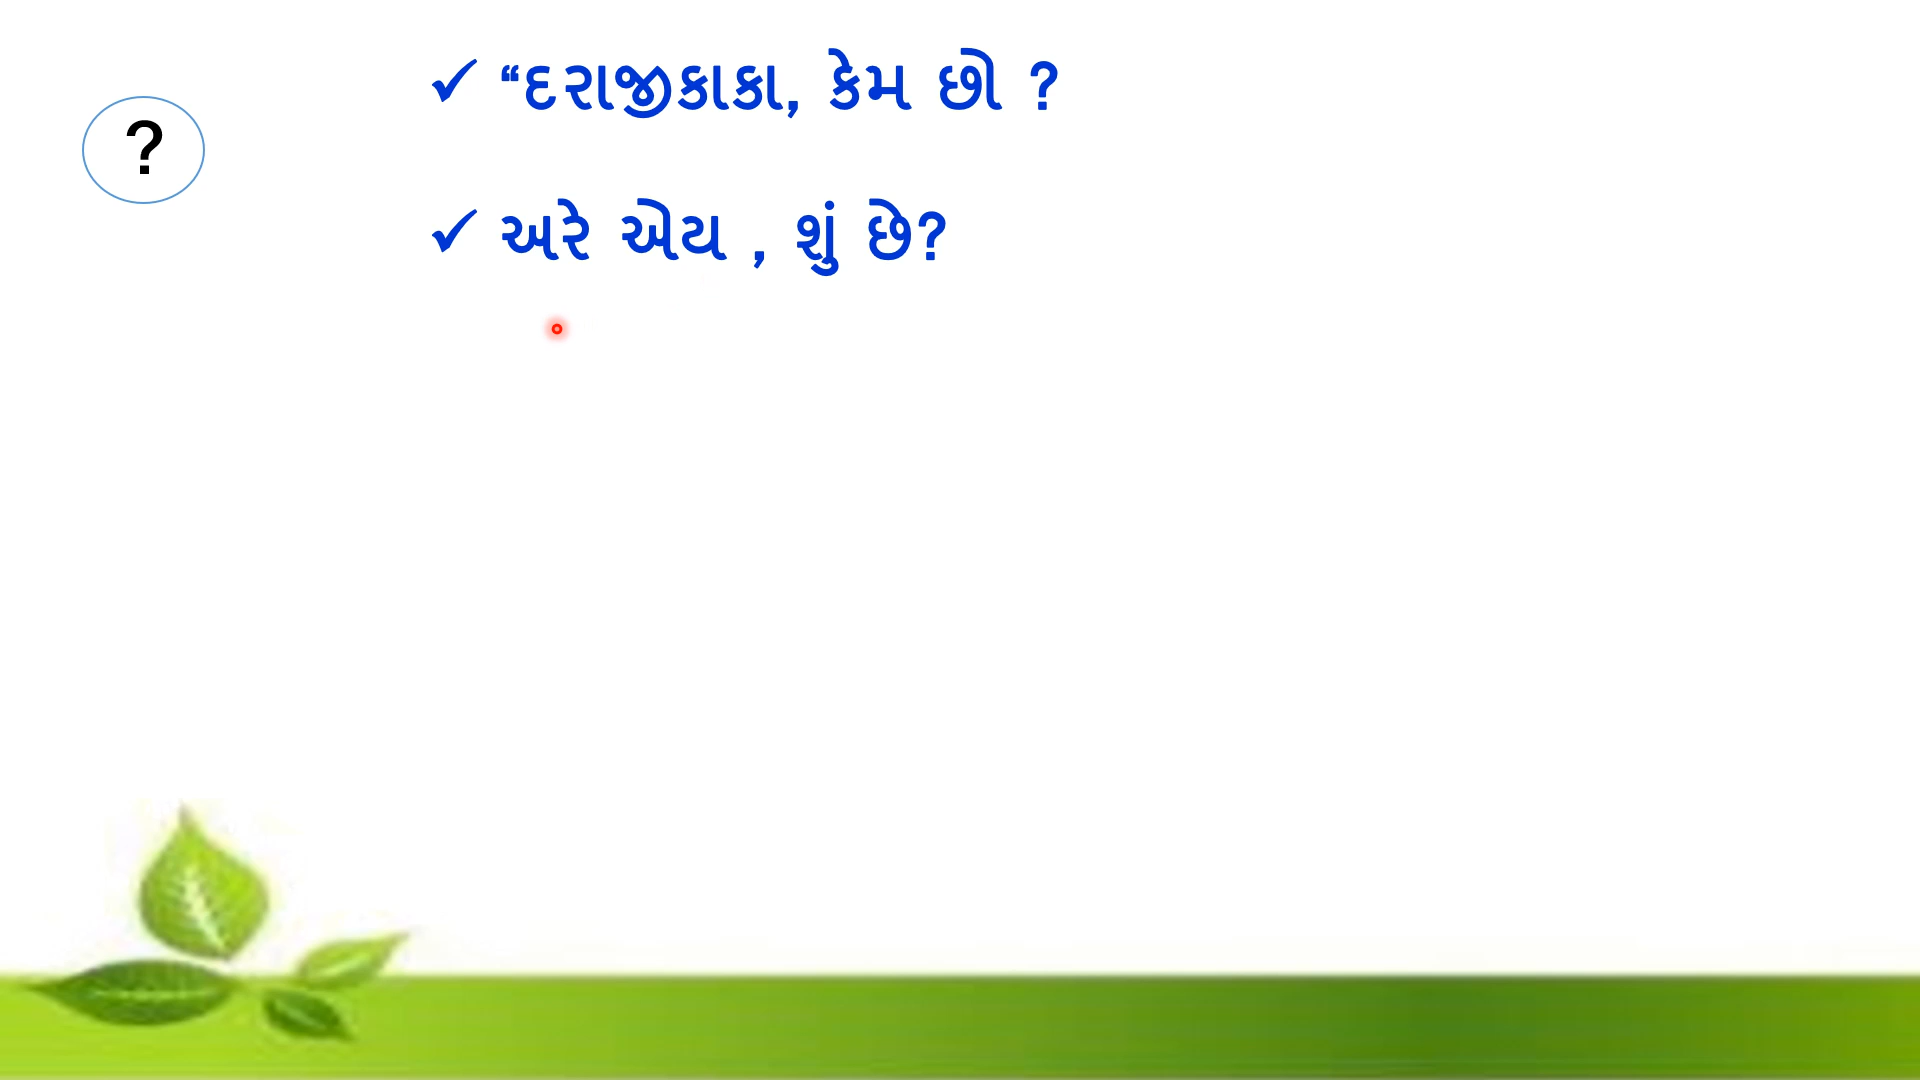 ?
✓ “દરાજીકાકા, કેમ છો ?
✓ અરે એય , શું છે?